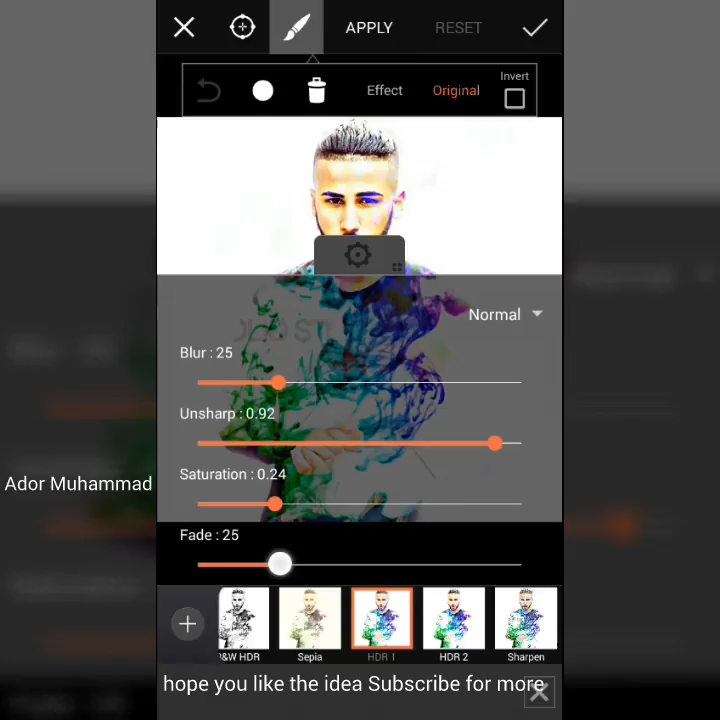 APPLY
RESET
Effect
Original
Invert
Normal
Blur : 25
Unsharp : 0.92
Saturation : 0.24
Ador Muhammad
Fade : 25
&W HDR
Sepia
HDR 1
HDR 2
Sharpen
hope you like the idea Subscribe for more